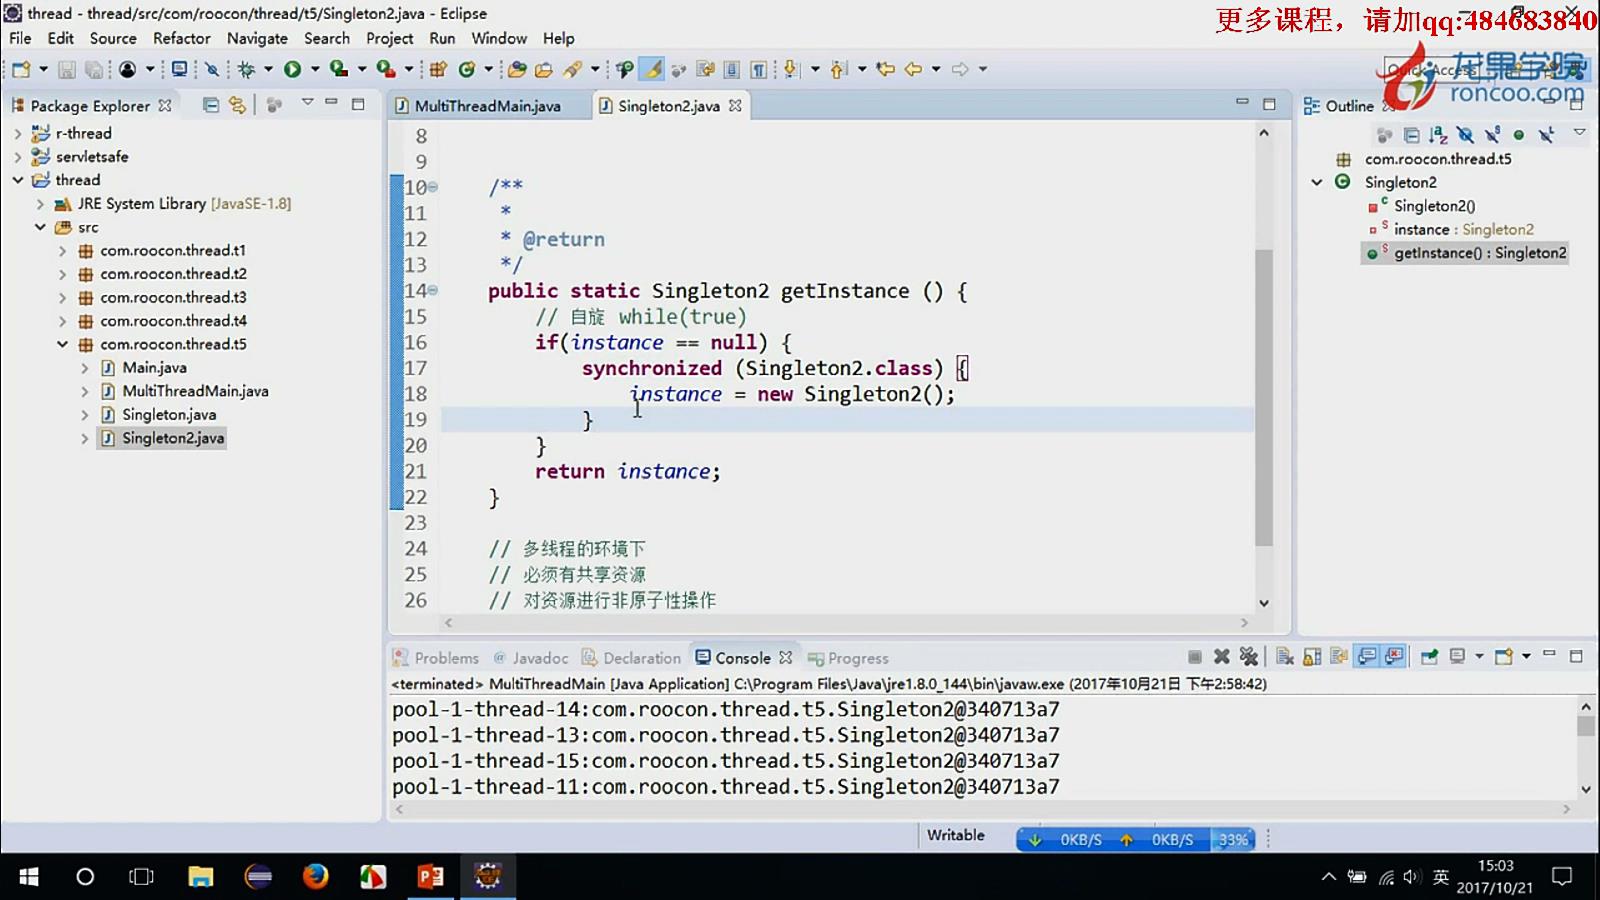 thread - thread/src/com/roocon/thread/t5/Singleton2.java - Eclipse
更多课程，请加qq:484683840
File Edit Source Refactor Navigate Search Project Run Window Help
Quick Access
龙果学院
roncoo.com
Package Explorer
r-thread
servletsafe
thread
JRE System Library [JavaSE-1.8]
src
com.roocon.thread.t1
com.roocon.thread.t2
com.roocon.thread.t3
com.roocon.thread.t4
com.roocon.thread.t5
Main.java
MultiThreadMain.java
Singleton.java
Singleton2.java
MultiThreadMain.java Singleton2.java
8
9
10 /**
11 *
12 * @return
13 */
14 public static Singleton2 getInstance () {
15 // 自旋 while(true)
16 if(instance == null) {
17 synchronized (Singleton2.class) {
18 instance = new Singleton2();
19 }
20 }
21 return instance;
22 }
23
24 // 多线程的环境下
25 // 必须有共享资源
26 // 对资源进行非原子性操作
Outline
com.roocon.thread.t5
Singleton2
Singleton2()
instance : Singleton2
getInstance() : Singleton2
Problems Javadoc Declaration Console Progress
<terminated> MultiThreadMain [Java Application] C:\Program Files\Java\jre1.8.0_144\bin\javaw.exe (2017年10月21日 下午2:58:42)
pool-1-thread-14:com.roocon.thread.t5.Singleton2@340713a7
pool-1-thread-13:com.roocon.thread.t5.Singleton2@340713a7
pool-1-thread-15:com.roocon.thread.t5.Singleton2@340713a7
pool-1-thread-11:com.roocon.thread.t5.Singleton2@340713a7
Writable
0KB/S 0KB/S 33%
英
15:03
2017/10/21